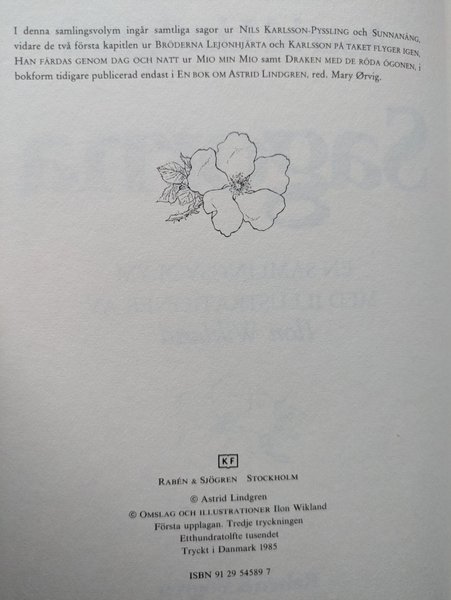 I denna samlingsvolym ingår samtliga sagor ur NILS KARLSSON-PYSSLING och SUNNANÄNG,
vidare de två första kapitlen ur BRÖDERNA LEJONHJÄRTA och KARLSSON PÅ TAKET FLYGER IGEN,
HAN FÄRDAS GENOM DAG OCH NATT ur MIO MIN MIO samt DRAKEN MED DE RÖDA ÖGONEN, i
bokform tidigare publicerad endast i EN BOK OM ASTRID LINDGREN, red. Mary Ørvig.
KF
RABÉN & SJÖGREN STOCKHOLM
© Astrid Lindgren
© OMSLAG OCH ILLUSTRATIONER Ilon Wikland
Första upplagan. Tredje tryckningen
Etthundratolfte tusendet
Tryckt i Danmark 1985
ISBN 91 29 54589 7